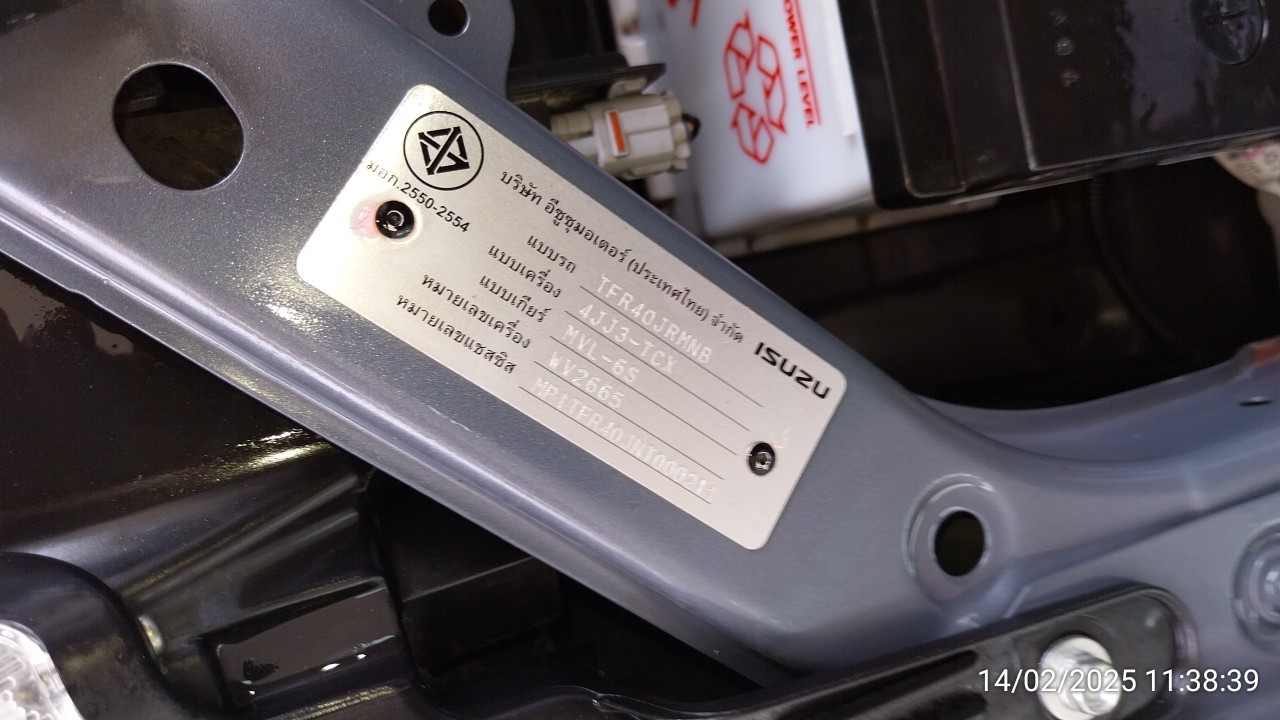 มอก.2550-2554
บริษัท อีซูซุมอเตอร์ (ประเทศไทย) จำกัด
ISUZU
แบบรถ TFR40JRMNB
แบบเครื่อง 4JJ3-TCX
แบบเกียร์ MVL-6S
หมายเลขเครื่อง WV2665
หมายเลขแชสซิส
LEVEL
14/02/2025 11:38:39